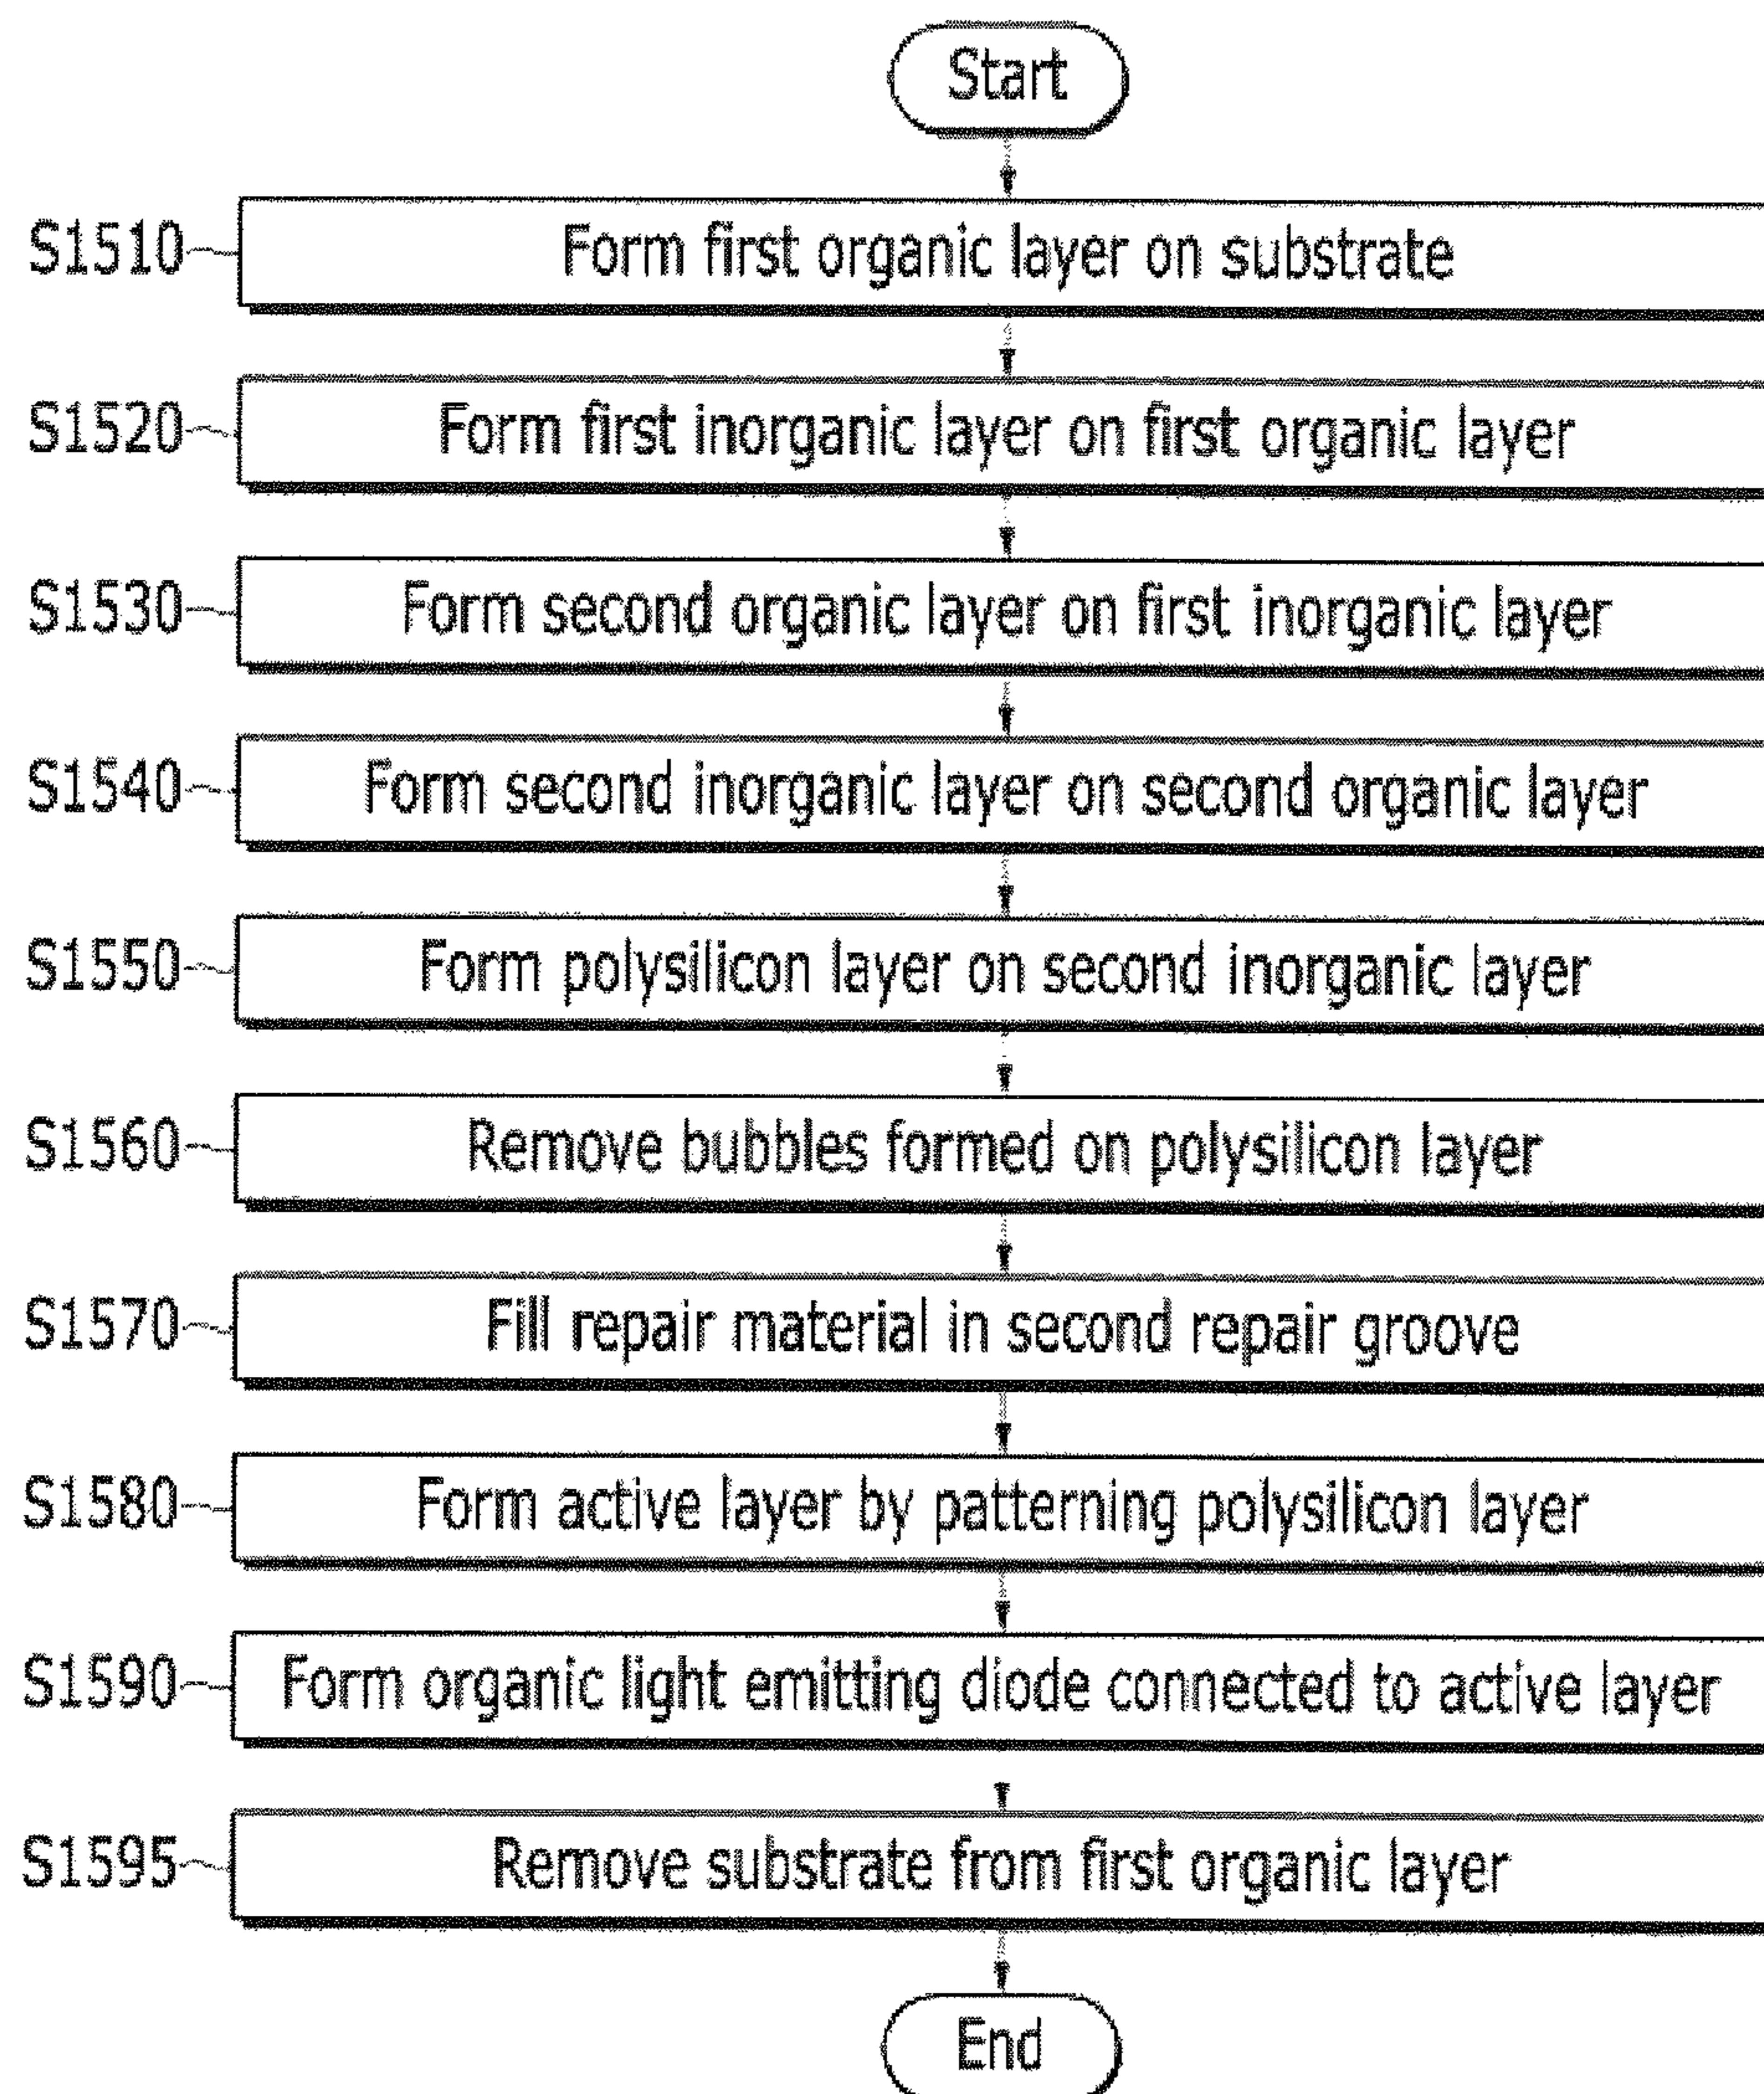 Start
S1510 Form first organic layer on substrate
S1520 Form first inorganic layer on first organic layer
S1530 Form second organic layer on first inorganic layer
S1540 Form second inorganic layer on second organic layer
S1550 Form polysilicon layer on second inorganic layer
S1560 Remove bubbles formed on polysilicon layer
S1570 Fill repair material in second repair groove
S1580 Form active layer by patterning polysilicon layer
S1590 Form organic light emitting diode connected to active layer
S1595 Remove substrate from first organic layer
End